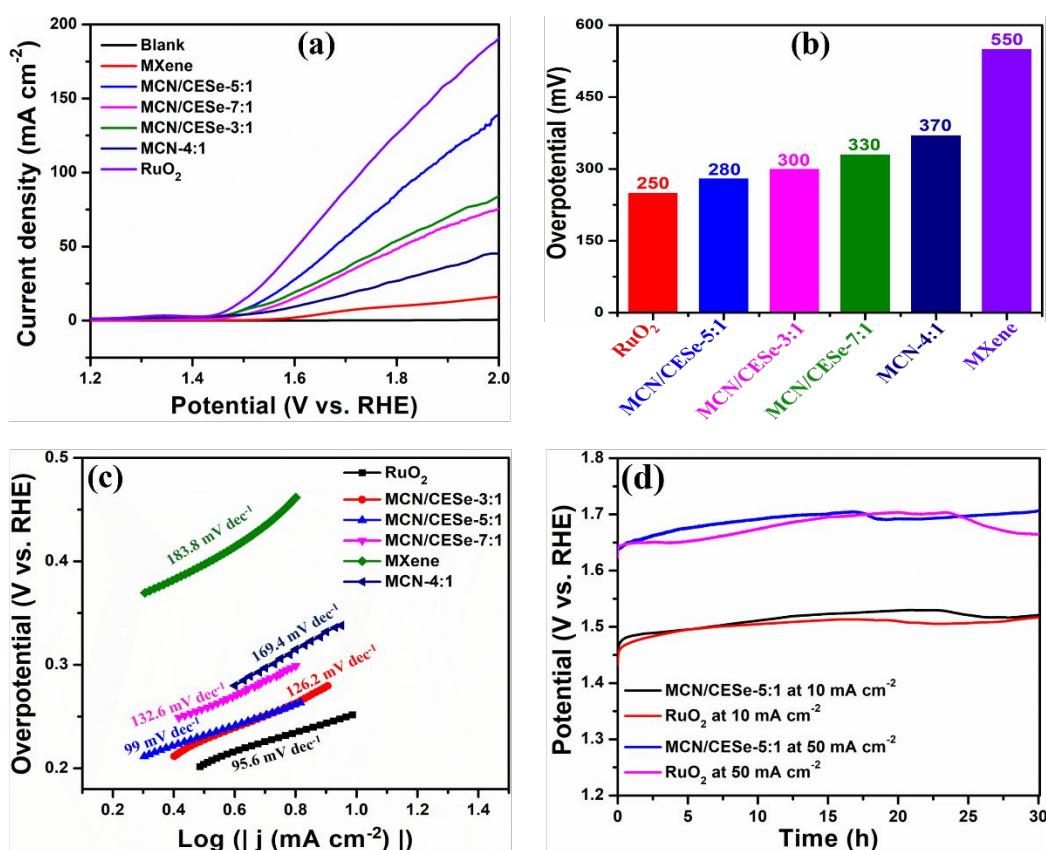 (a)
200
150
100
50
0
Current density (mA cm⁻²)
Blank
MXene
MCN/CESe-5:1
MCN/CESe-7:1
MCN/CESe-3:1
MCN-4:1
RuO₂
1.2 1.4 1.6 1.8 2.0
Potential (V vs. RHE)
(b)
600
450
300
150
0
Overpotential (mV)
250
280
300
330
370
550
RuO₂
MCN/CESe-5:1
MCN/CESe-3:1
MCN/CESe-7:1
MCN-4:1
MXene
(c)
0.5
0.4
0.3
0.2
Overpotential (V vs. RHE)
RuO₂
MCN/CESe-3:1
MCN/CESe-5:1
MCN/CESe-7:1
MXene
MCN-4:1
183.8 mV dec⁻¹
169.4 mV dec⁻¹
126.2 mV dec⁻¹
132.6 mV dec⁻¹
99 mV dec⁻¹
95.6 mV dec⁻¹
0.0 0.2 0.4 0.6 0.8 1.0 1.2 1.4
Log (| j (mA cm⁻²) |)
(d)
1.8
1.7
1.6
1.5
1.4
1.3
1.2
Potential (V vs. RHE)
MCN/CESe-5:1 at 10 mA cm⁻²
RuO₂ at 10 mA cm⁻²
MCN/CESe-5:1 at 50 mA cm⁻²
RuO₂ at 50 mA cm⁻²
0 5 10 15 20 25 30
Time (h)